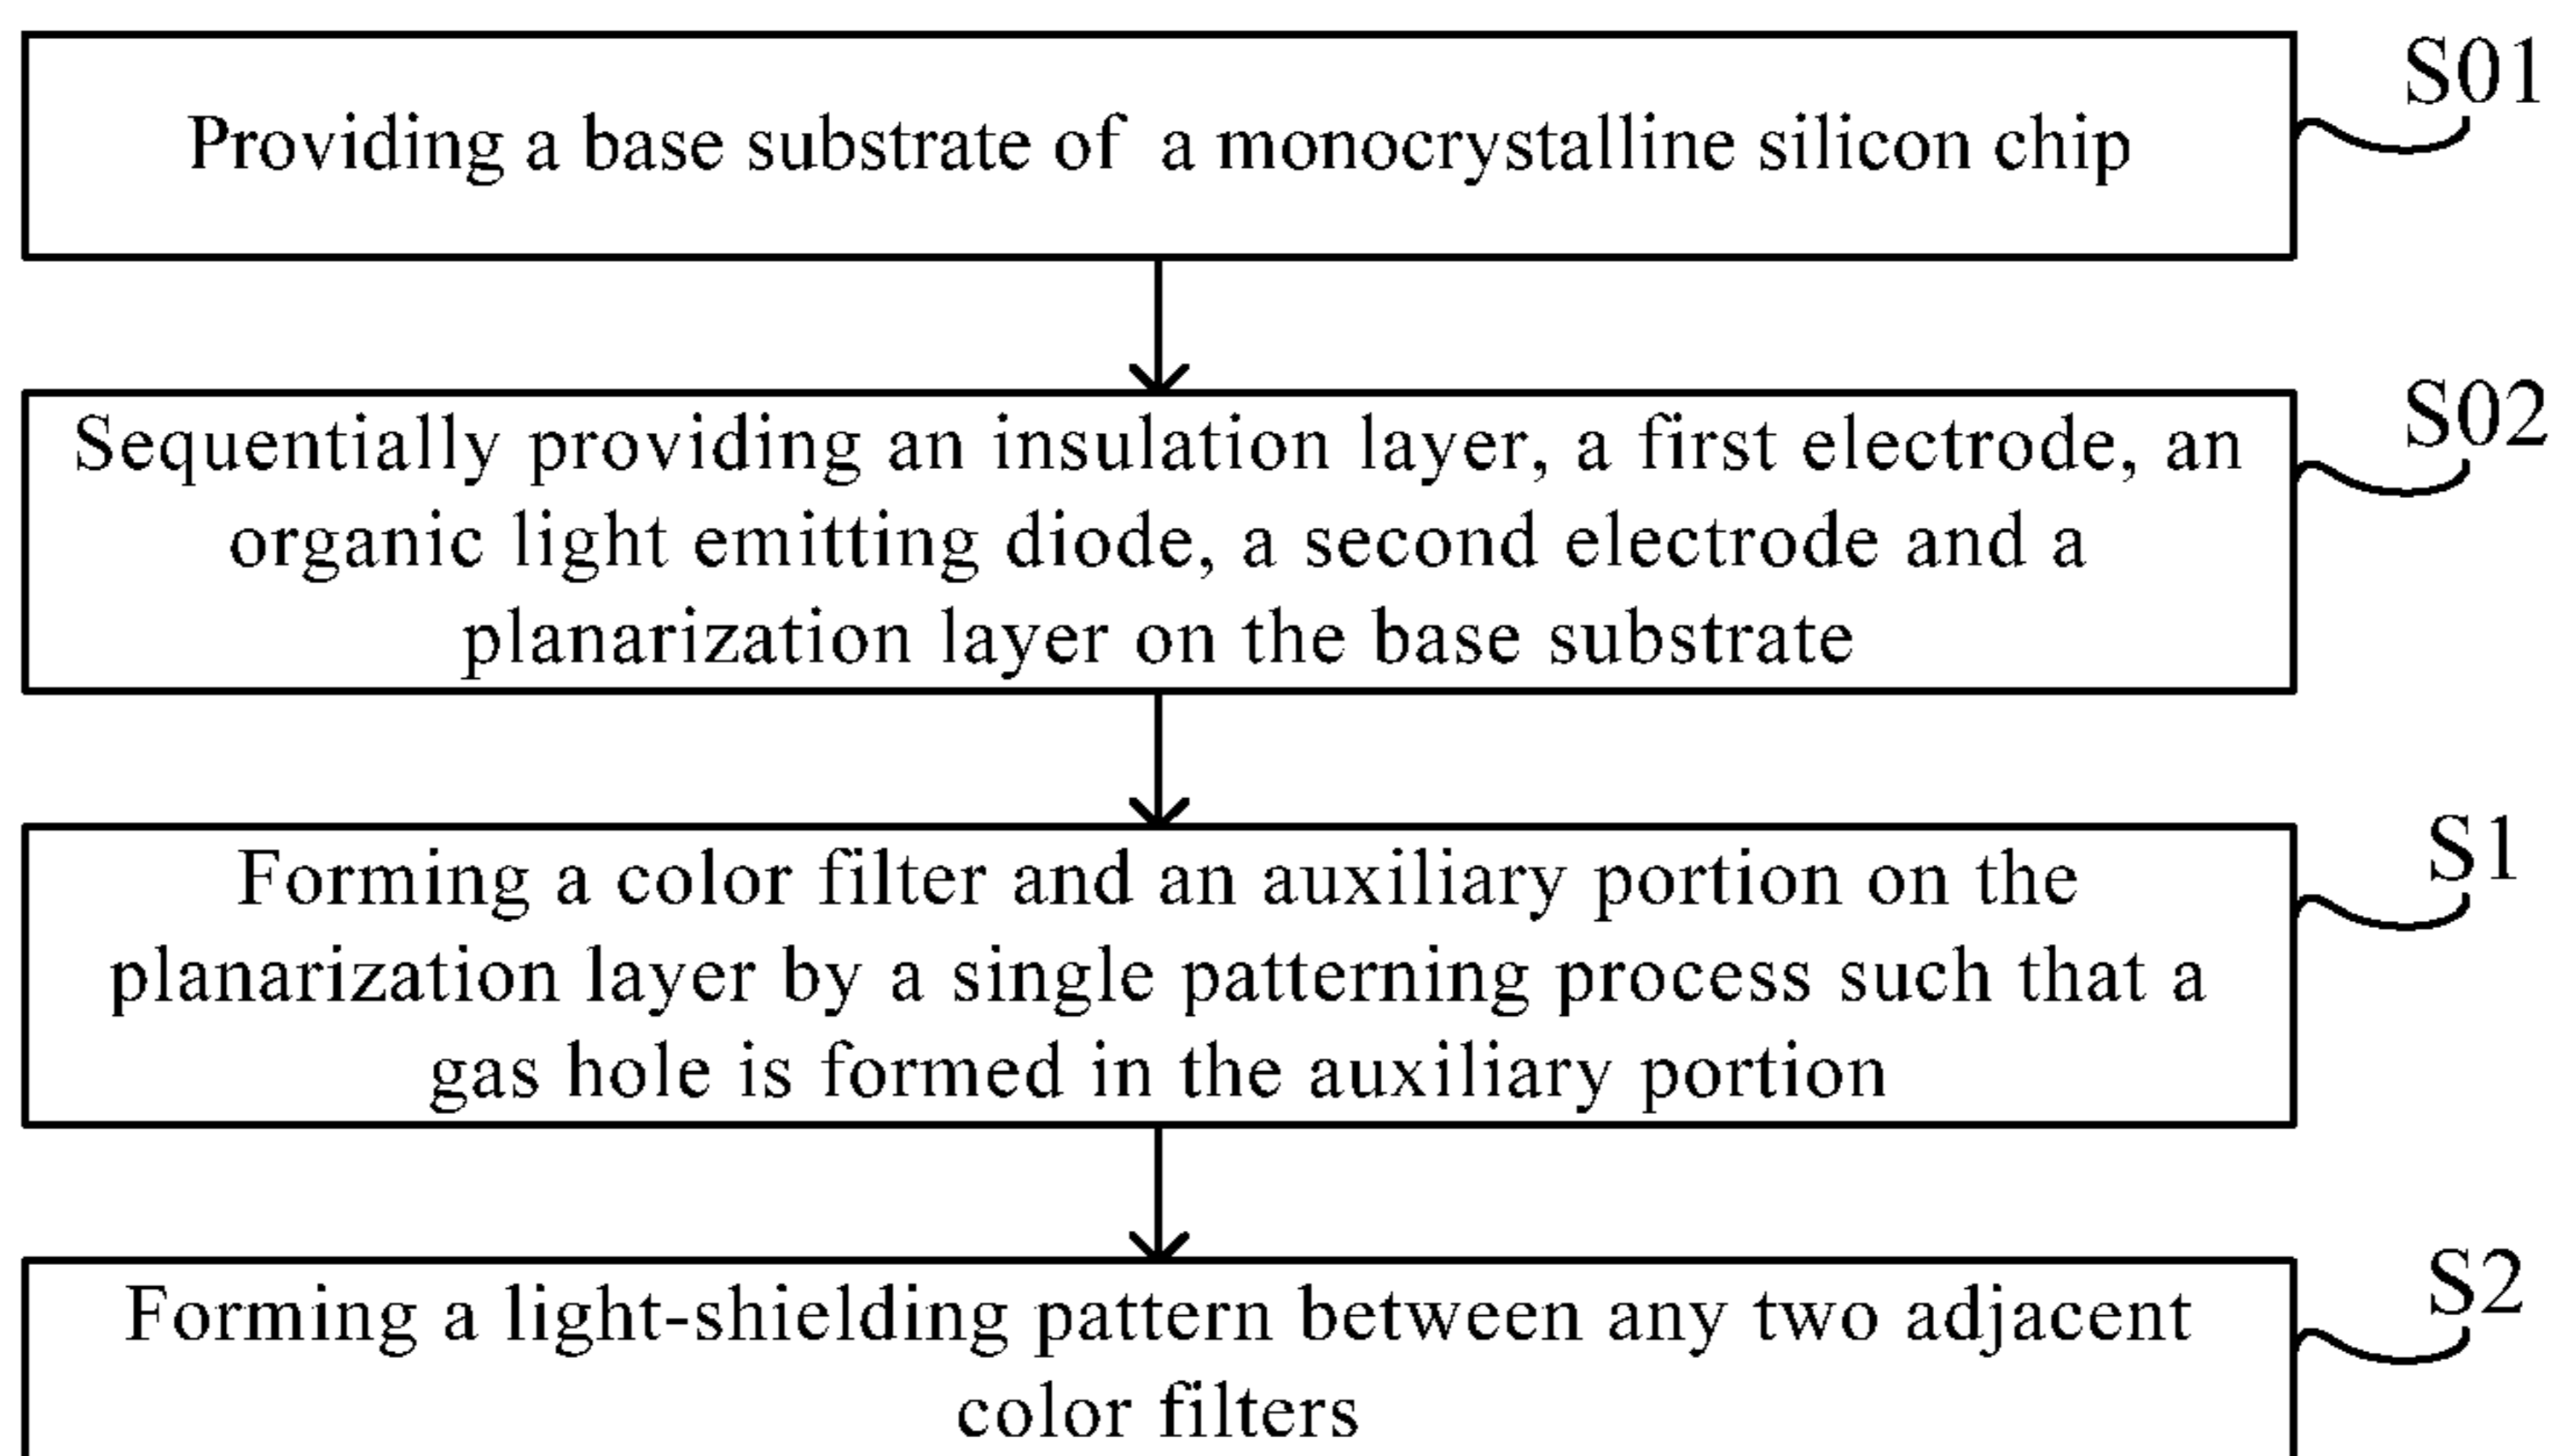 Providing a base substrate of a monocrystalline silicon chip
S01
Sequentially providing an insulation layer, a first electrode, an
organic light emitting diode, a second electrode and a
planarization layer on the base substrate
S02
Forming a color filter and an auxiliary portion on the
planarization layer by a single patterning process such that a
gas hole is formed in the auxiliary portion
S1
Forming a light-shielding pattern between any two adjacent
color filters
S2